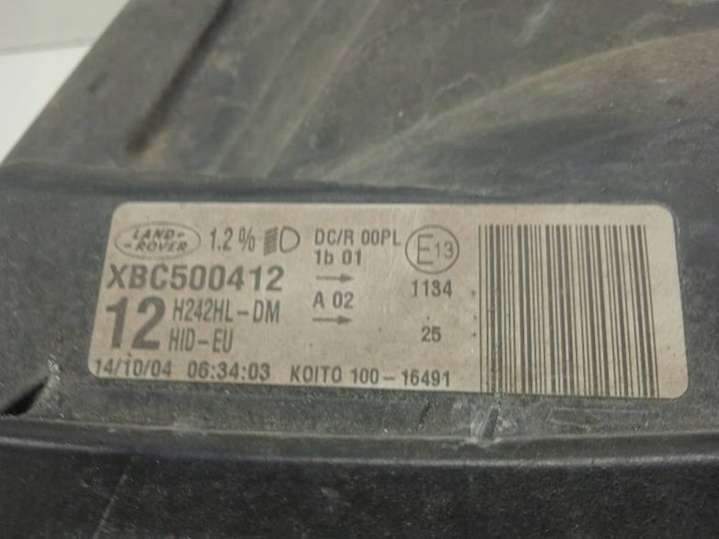 LAND-
-ROVER
1.2%
DC/R 00PL
1b 01
E13
XBC500412
→
1134
12 H242HL-DM
HID-EU
A 02
→
25
14/10/04 06:34:03 KOITO 100-16491